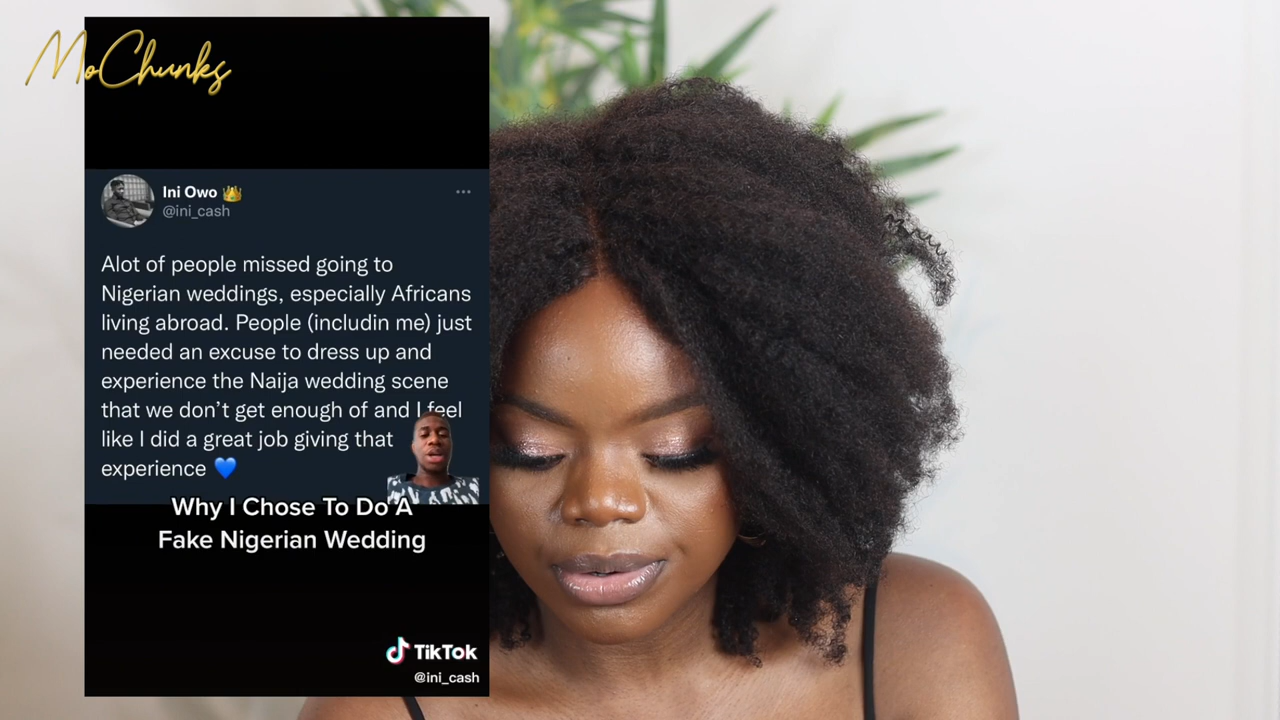 MoChunks
Ini Owo 👑
@ini_cash
Alot of people missed going to
Nigerian weddings, especially Africans
living abroad. People (includin me) just
needed an excuse to dress up and
experience the Naija wedding scene
that we don’t get enough of and I feel
like I did a great job giving that
experience 💙
Why I Chose To Do A
Fake Nigerian Wedding
TikTok
@ini_cash